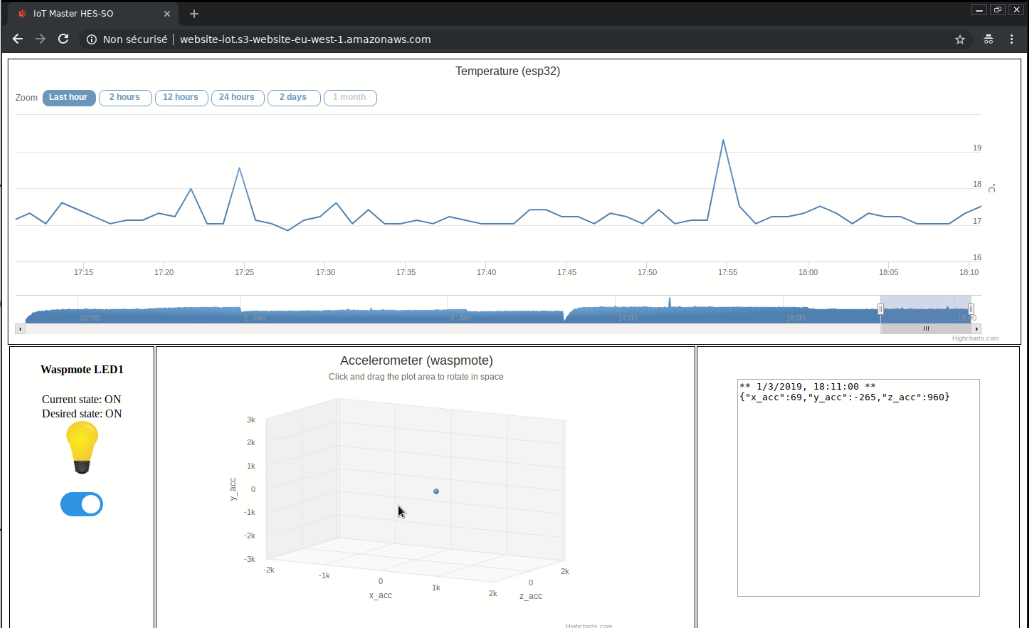 IoT Master HES-SO
Non sécurisé | website-iot.s3-website-eu-west-1.amazonaws.com
Temperature (esp32)
Zoom Last hour 2 hours 12 hours 24 hours 2 days 1 month
19
18
°C
17
16
17:15 17:20 17:25 17:30 17:35 17:40 17:45 17:50 17:55 18:00 18:05 18:10
02:00 2. Jan 3. Jan 14:00 16:00
Highcharts.com
Waspmote LED1
Current state: ON
Desired state: ON
Accelerometer (waspmote)
Click and drag the plot area to rotate in space
3k
2k
1k
0
-1k
-2k
-3k
y_acc
-2k -1k 0 1k 2k
x_acc
0 2k
z_acc
Highcharts.com
** 1/3/2019, 18:11:00 **
{"x_acc":69,"y_acc":-265,"z_acc":960}